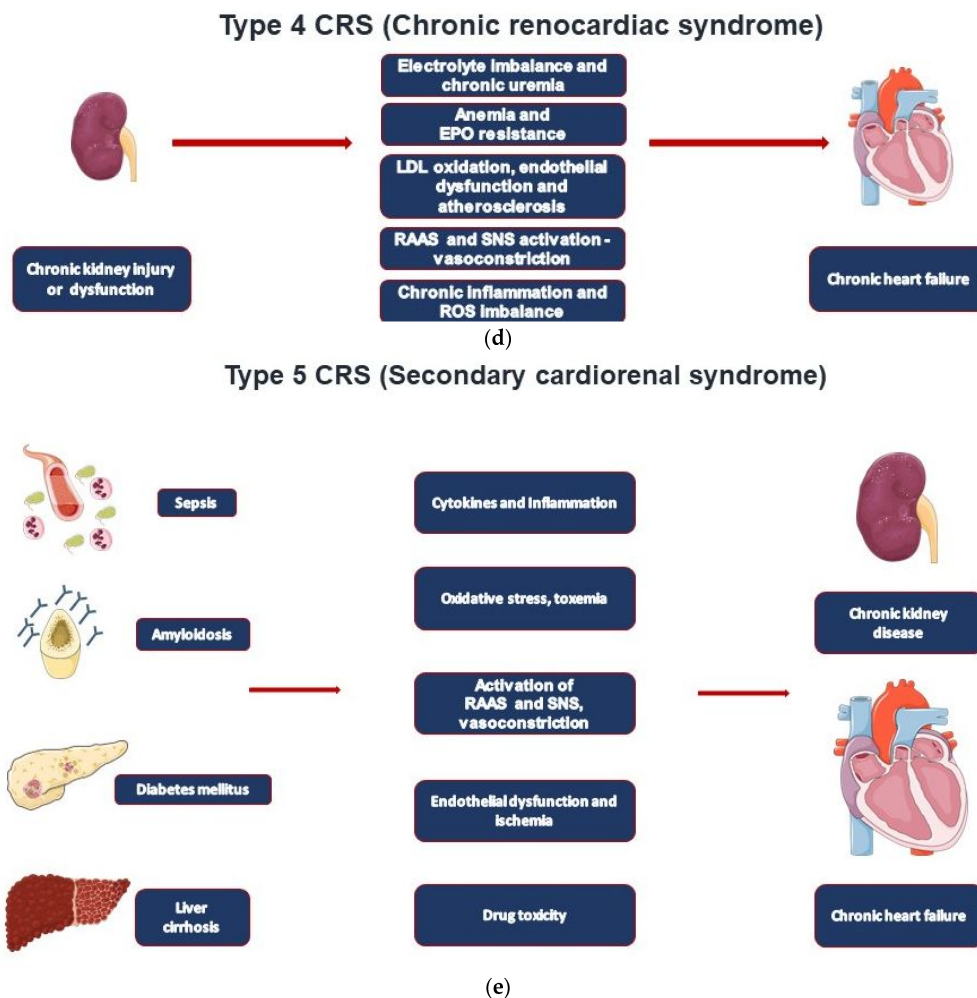 Type 4 CRS (Chronic renocardiac syndrome)
Electrolyte imbalance and
chronic uremia
Anemia and
EPO resistance
LDL oxidation, endothelial
dysfunction and
atherosclerosis
RAAS and SNS activation -
vasoconstriction
Chronic inflammation and
ROS imbalance
Chronic kidney injury
or dysfunction
Chronic heart failure
(d)
Type 5 CRS (Secondary cardiorenal syndrome)
Sepsis
Amyloidosis
Diabetes mellitus
Liver
cirrhosis
Cytokines and Inflammation
Oxidative stress, toxemia
Activation of
RAAS and SNS,
vasoconstriction
Endothelial dysfunction and
ischemia
Drug toxicity
Chronic kidney
disease
Chronic heart failure
(e)